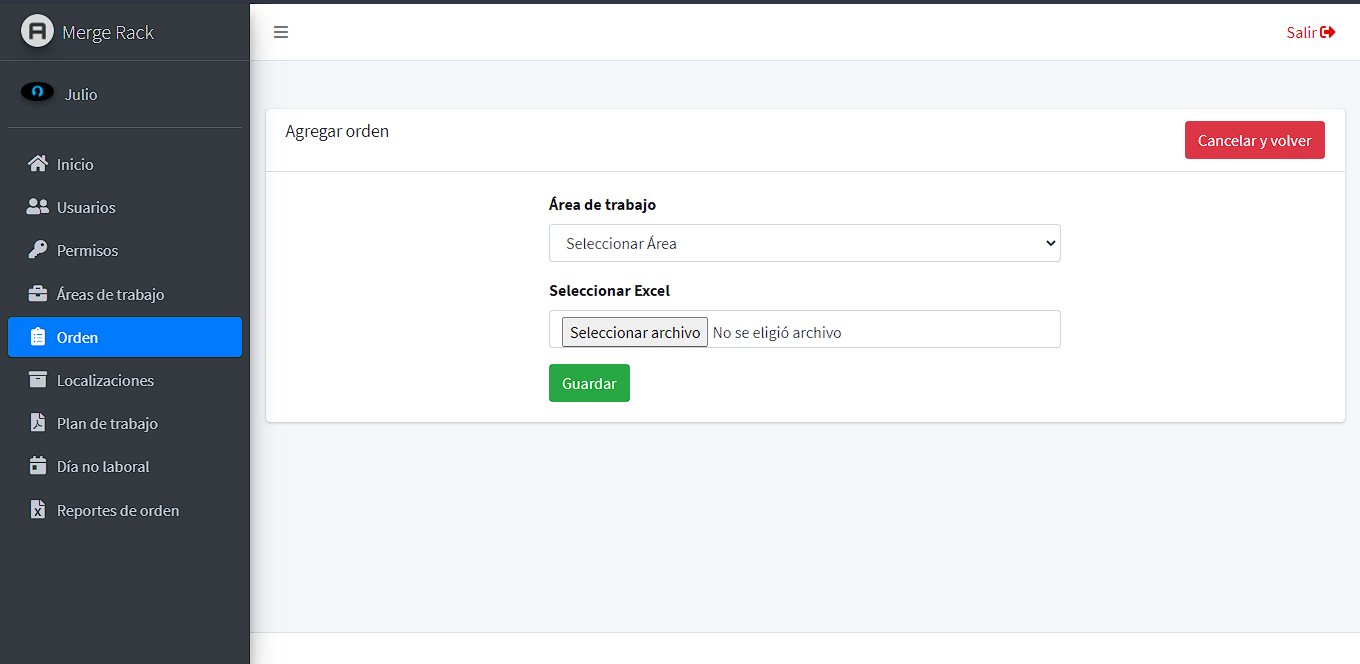 Merge Rack
Salir
Julio
Inicio
Usuarios
Permisos
Áreas de trabajo
Orden
Localizaciones
Plan de trabajo
Día no laboral
Reportes de orden
Agregar orden
Cancelar y volver
Área de trabajo
Seleccionar Área
Seleccionar Excel
Seleccionar archivo No se eligió archivo
Guardar